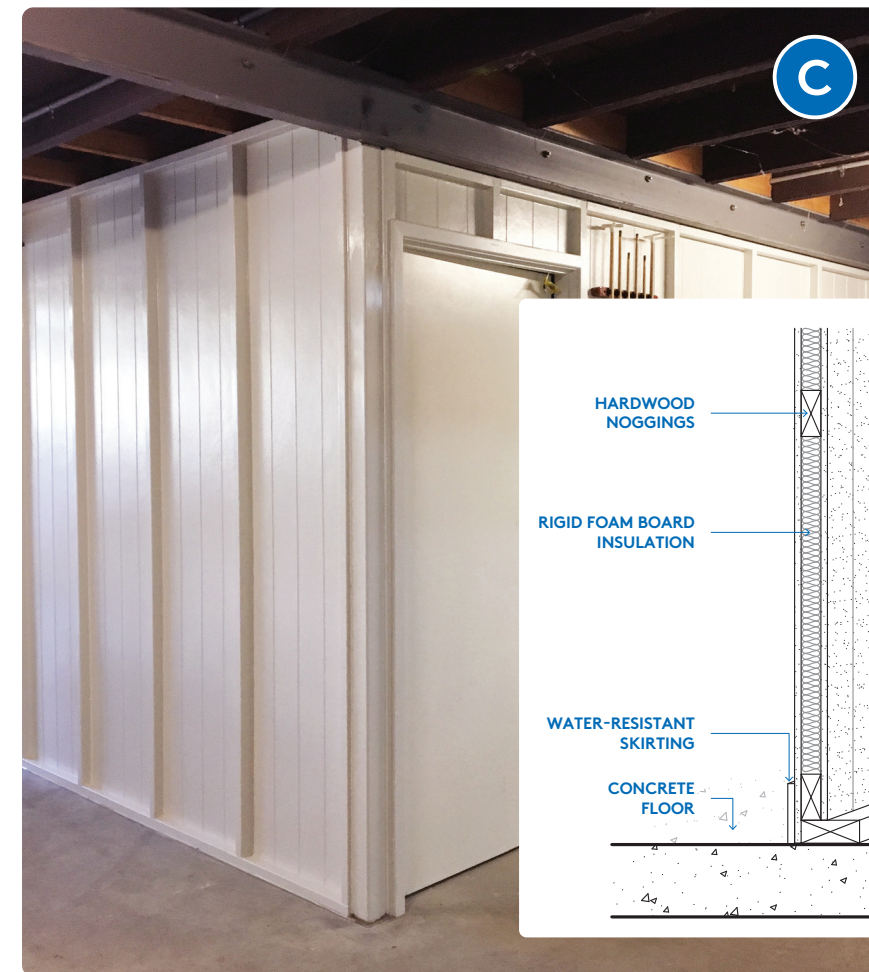 C
HARDWOOD
NOGGINGS
RIGID FOAM BOARD
INSULATION
WATER-RESISTANT
SKIRTING
CONCRETE
FLOOR